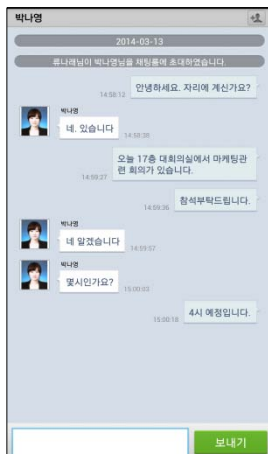 박나영
2014-03-13
류나래님이 박나영님을 채팅룸에 초대하였습니다.
안녕하세요. 자리에 계신가요?
14:58:12
박나영
네. 있습니다
14:58:38
오늘 17층 대회의실에서 마케팅관
련 회의가 있습니다.
14:59:27
참석부탁드립니다.
14:59:36
박나영
네 알겠습니다
14:59:57
박나영
몇시인가요?
15:00:03
4시 예정입니다.
15:00:18
보내기